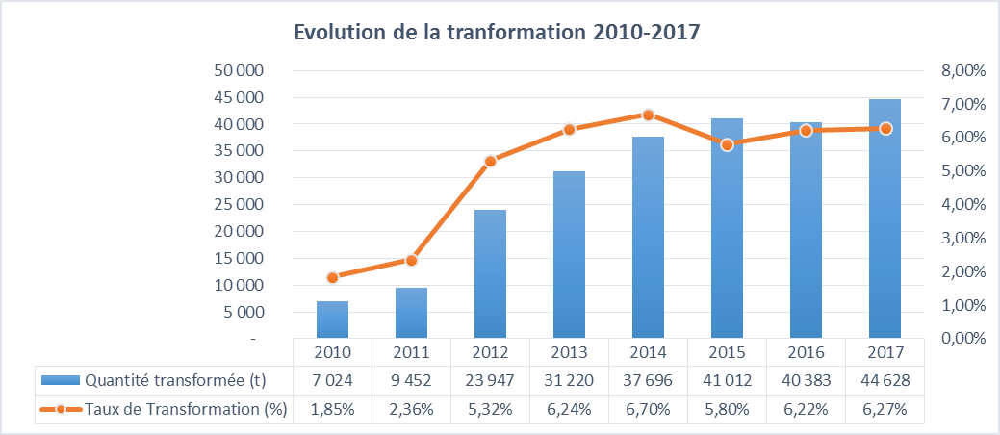 Evolution de la tranformation 2010-2017
50 000 8,00%
45 000 7,00%
40 000 6,00%
35 000 5,00%
30 000 4,00%
25 000 3,00%
20 000 2,00%
15 000 1,00%
10 000 0,00%
5 000
-
2010 2011 2012 2013 2014 2015 2016 2017
Quantité transformée (t) 7 024 9 452 23 947 31 220 37 696 41 012 40 383 44 628
Taux de Transformation (%) 1,85% 2,36% 5,32% 6,24% 6,70% 5,80% 6,22% 6,27%